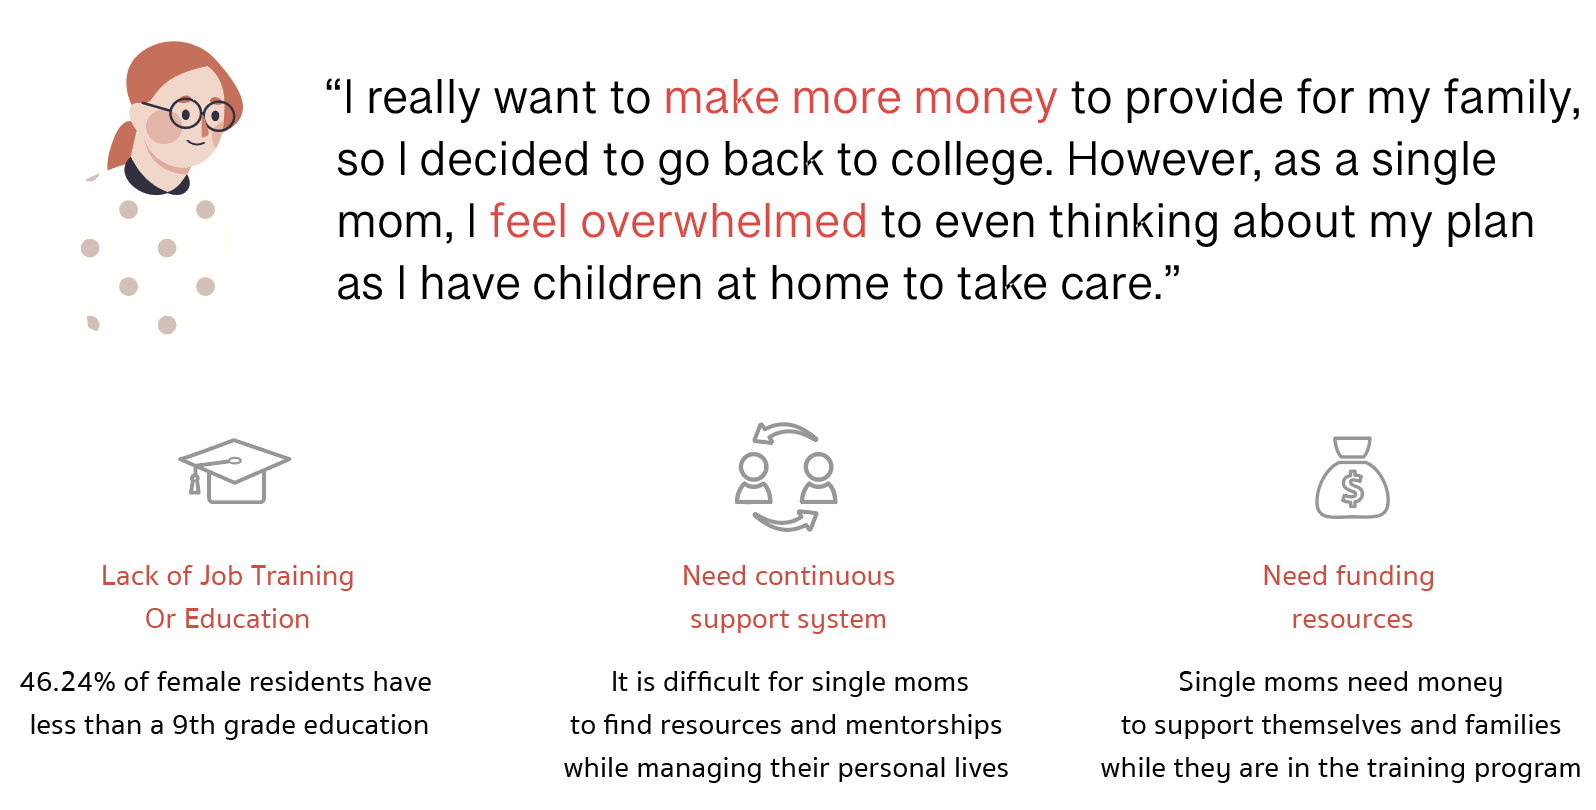 “I really want to make more money to provide for my family,
so I decided to go back to college. However, as a single
mom, I feel overwhelmed to even thinking about my plan
as I have children at home to take care.”
$
Lack of Job Training
Or Education
46.24% of female residents have
less than a 9th grade education
Need continuous
support system
It is difficult for single moms
to find resources and mentorships
while managing their personal lives
Need funding
resources
Single moms need money
to support themselves and families
while they are in the training program